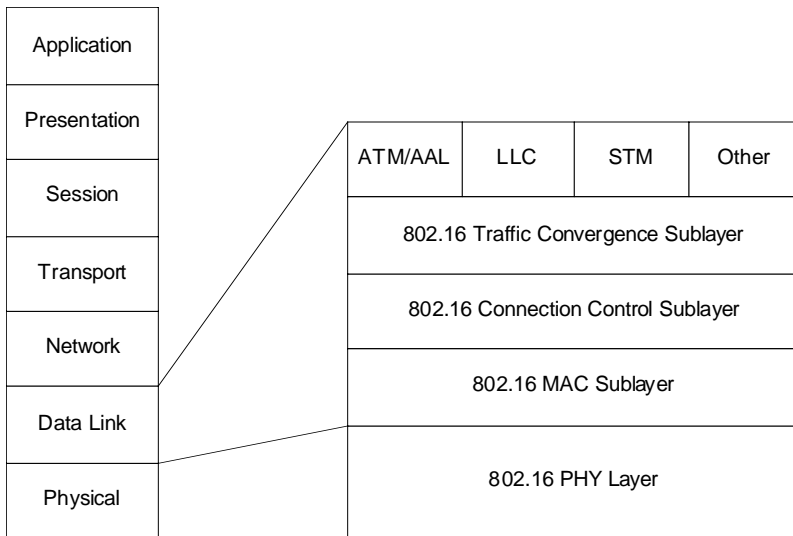 Application
Presentation
Session
Transport
Network
Data Link
Physical
ATM/AAL
LLC
STM
Other
802.16 Traffic Convergence Sublayer
802.16 Connection Control Sublayer
802.16 MAC Sublayer
802.16 PHY Layer